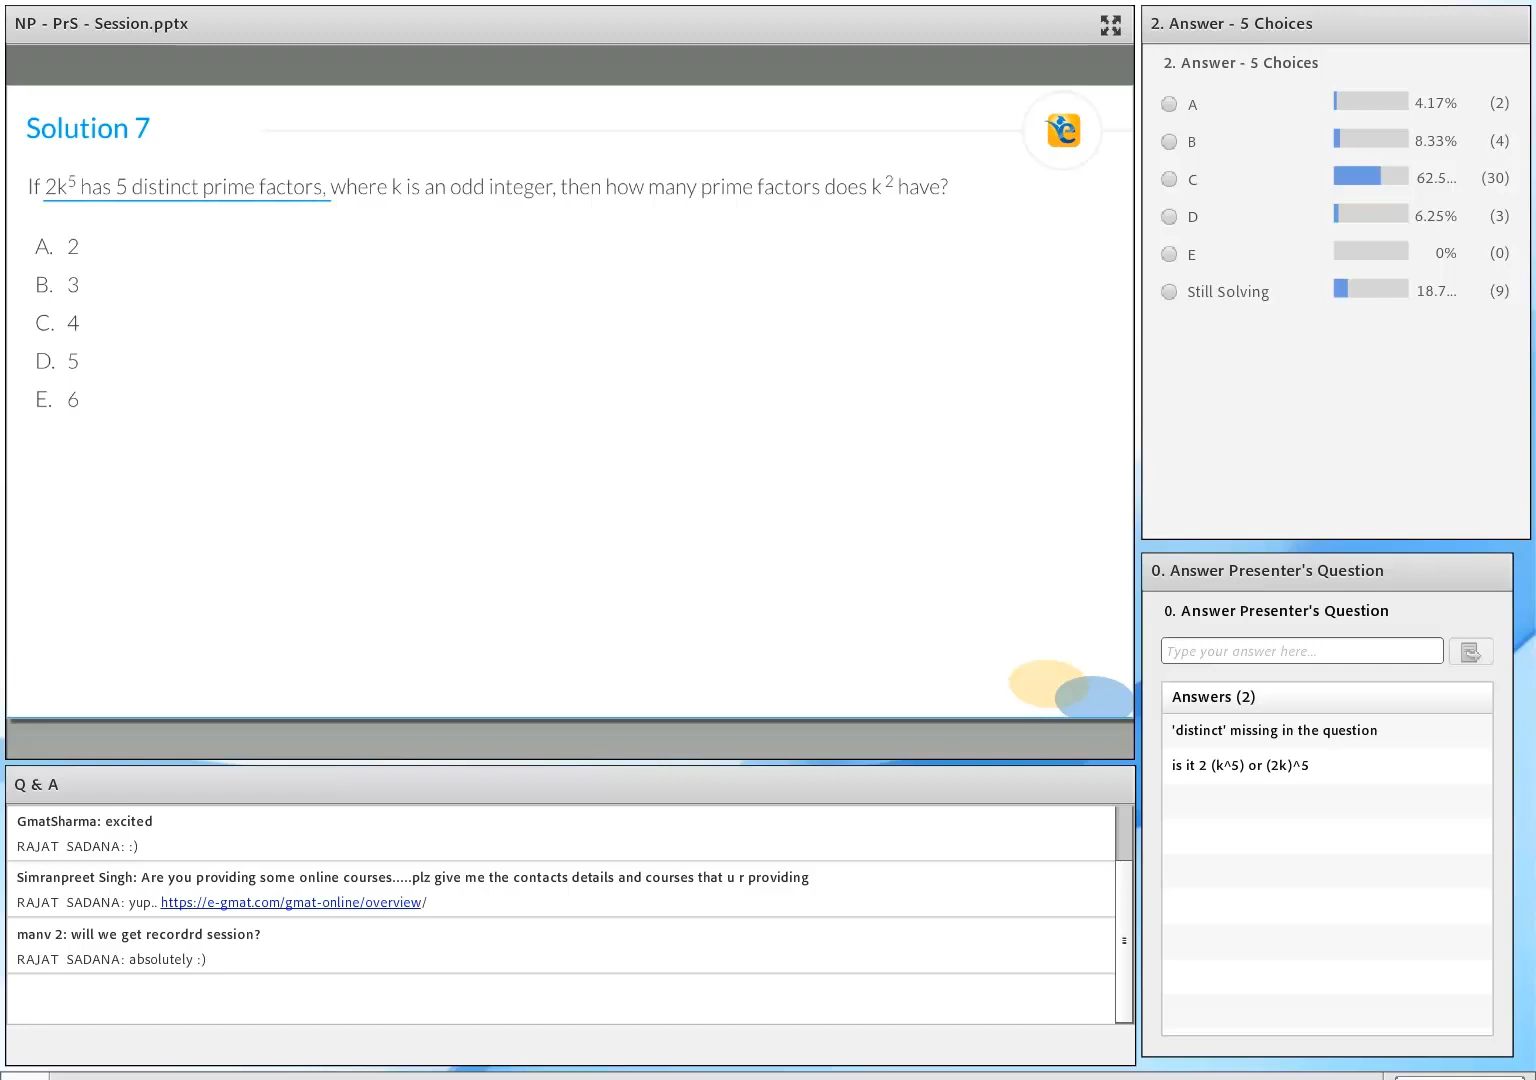 NP - PrS - Session.pptx
Solution 7
If 2k⁵ has 5 distinct prime factors, where k is an odd integer, then how many prime factors does k² have?
A. 2
B. 3
C. 4
D. 5
E. 6
2. Answer - 5 Choices
2. Answer - 5 Choices
A 4.17% (2)
B 8.33% (4)
C 62.5... (30)
D 6.25% (3)
E 0% (0)
Still Solving 18.7... (9)
0. Answer Presenter's Question
0. Answer Presenter's Question
Type your answer here...
Answers (2)
'distinct' missing in the question
is it 2 (k^5) or (2k)^5
Q & A
GmatSharma: excited
RAJAT SADANA: :)
Simranpreet Singh: Are you providing some online courses.....plz give me the contacts details and courses that u r providing
RAJAT SADANA: yup.. https://e-gmat.com/gmat-online/overview/
manv 2: will we get recordrd session?
RAJAT SADANA: absolutely :)